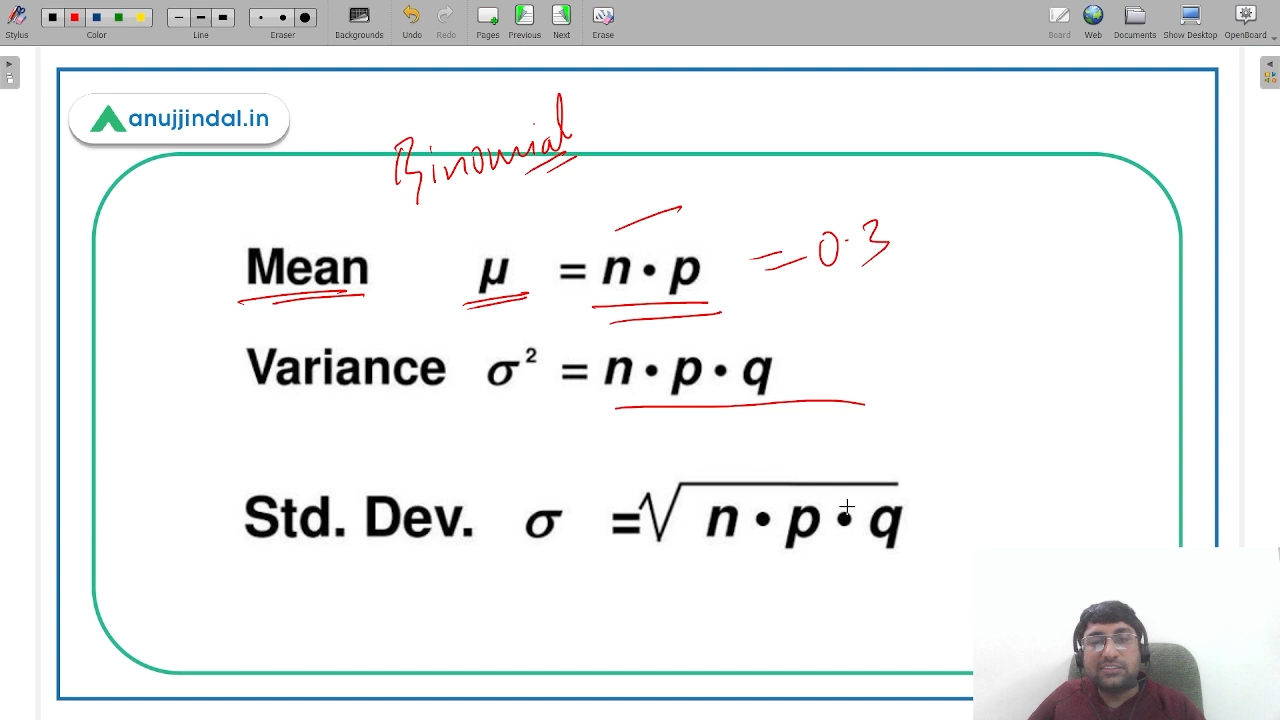 Stylus Color Line Eraser Backgrounds Undo Redo Pages Previous Next Erase Board Web Documents Show Desktop OpenBoard
anujjindal.in
Binomial
Mean μ = n • p = 0.3
Variance σ² = n • p • q
Std. Dev. σ = √ n • p • q